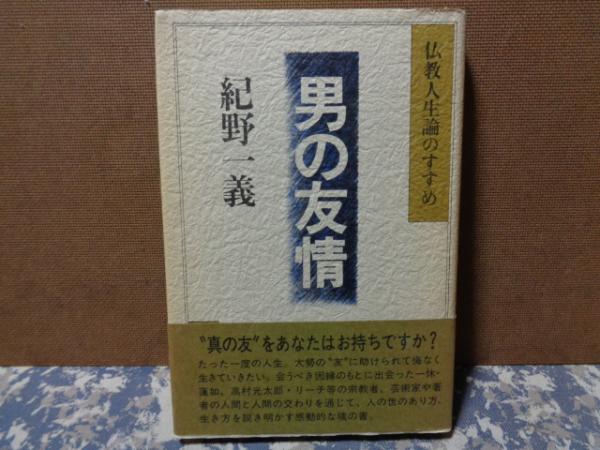 仏教人生論のすすめ
男の友情
紀野一義
〝真の友〟をあなたはお持ちですか？
たった一度の人生。大勢の〝友〟に助けられて悔なく
生きていきたい。会うべき因縁のもとに出会った一休・
蓮如、高村光太郎・リーチ等の宗教者、芸術家や著
者の人間と人間の交わりを通じて、人の世のあり方、
生き方を説き明かす感動的な魂の書。